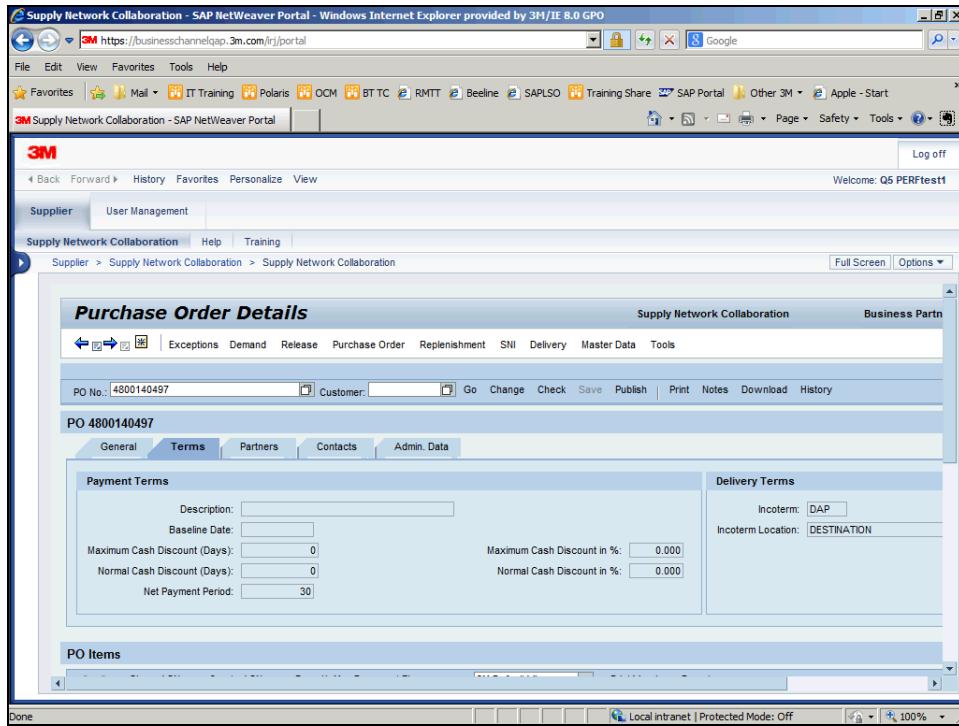 Supply Network Collaboration - SAP NetWeaver Portal - Windows Internet Explorer provided by 3M/IE 8.0 GPO
3M https://businesschannelqap.3m.com/irj/portal
Google
File Edit View Favorites Tools Help
Favorites Mail IT Training Polaris OCM BT TC RMTT Beeline SAPLSO Training Share SAP Portal Other 3M Apple - Start
3M Supply Network Collaboration - SAP NetWeaver Portal
Page Safety Tools
3M
Log off
Back Forward History Favorites Personalize View
Welcome: Q5 PERFtest1
Supplier User Management
Supply Network Collaboration Help Training
Supplier > Supply Network Collaboration > Supply Network Collaboration
Full Screen Options
Purchase Order Details
Supply Network Collaboration
Business Partn
Exceptions Demand Release Purchase Order Replenishment SNI Delivery Master Data Tools
PO No.: 4800140497 Customer: Go Change Check Save Publish Print Notes Download History
PO 4800140497
General Terms Partners Contacts Admin. Data
Payment Terms
Description:
Baseline Date:
Maximum Cash Discount (Days): 0
Maximum Cash Discount in %: 0.000
Normal Cash Discount (Days): 0
Normal Cash Discount in %: 0.000
Net Payment Period: 30
Delivery Terms
Incoterm: DAP
Incoterm Location: DESTINATION
PO Items
Done
Local intranet | Protected Mode: Off
100%